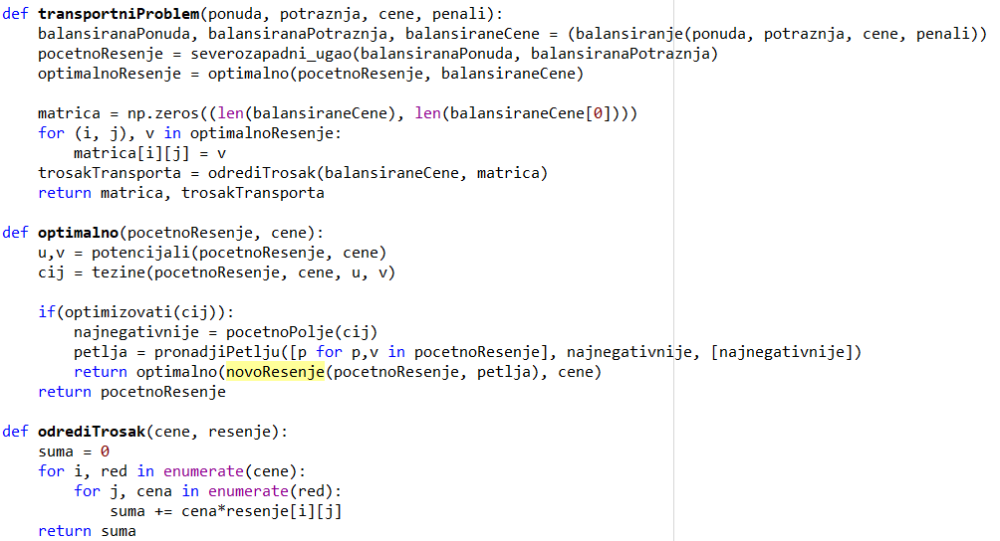 def transportniProblem(ponuda, potraznja, cene, penali):
    balansiranaPonuda, balansiranaPotraznja, balansiraneCene = (balansiranje(ponuda, potraznja, cene, penali))
    pocetnoResenje = severozapadni_ugao(balansiranaPonuda, balansiranaPotraznja)
    optimalnoResenje = optimalno(pocetnoResenje, balansiraneCene)

    matrica = np.zeros((len(balansiraneCene), len(balansiraneCene[0])))
    for (i, j), v in optimalnoResenje:
        matrica[i][j] = v
    trosakTransporta = odrediTrosak(balansiraneCene, matrica)
    return matrica, trosakTransporta

def optimalno(pocetnoResenje, cene):
    u,v = potencijali(pocetnoResenje, cene)
    cij = tezine(pocetnoResenje, cene, u, v)

    if(optimizovati(cij)):
        najnegativnije = pocetnoPolje(cij)
        petlja = pronadjiPetlju([p for p,v in pocetnoResenje], najnegativnije, [najnegativnije])
        return optimalno(novoResenje(pocetnoResenje, petlja), cene)
    return pocetnoResenje

def odrediTrosak(cene, resenje):
    suma = 0
    for i, red in enumerate(cene):
        for j, cena in enumerate(red):
            suma += cena*resenje[i][j]
    return suma